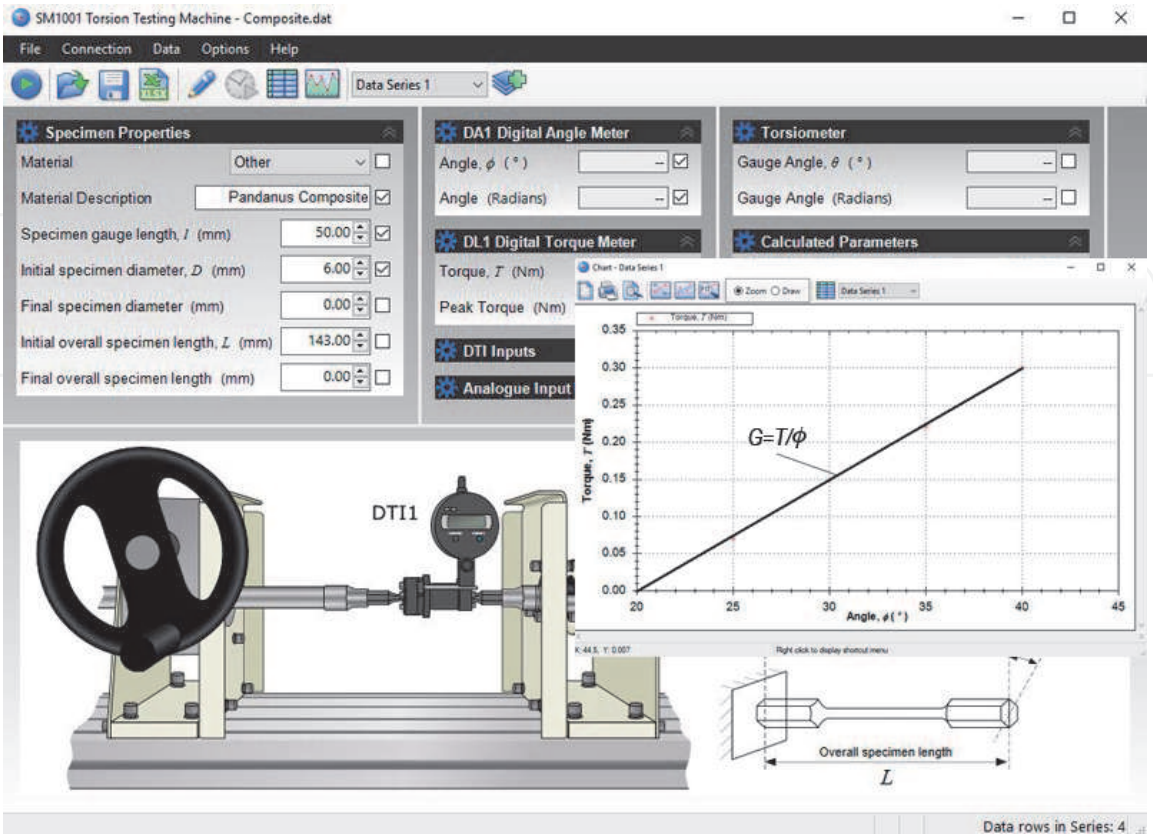 SM1001 Torsion Testing Machine - Composite.dat
File Connection Data Options Help
XLSX
Data Series 1
Specimen Properties
Material Other
Material Description Pandanus Composite
Specimen gauge length, l (mm) 50.00
Initial specimen diameter, D (mm) 6.00
Final specimen diameter (mm) 0.00
Initial overall specimen length, L (mm) 143.00
Final overall specimen length (mm) 0.00
DA1 Digital Angle Meter
Angle, ϕ (°) --
Angle (Radians) --
DL1 Digital Torque Meter
Torque, T (Nm)
Peak Torque (Nm)
DTI Inputs
Analogue Input
Torsiometer
Gauge Angle, θ (°) --
Gauge Angle (Radians) --
Calculated Parameters
Chart - Data Series 1
Zoom Draw Data Series 1
Torque, T (Nm)
0.35
0.30
0.25
0.20
0.15
0.10
0.05
0.00
Torque, T (Nm)
G=T/ϕ
20 25 30 35 40 45
Angle, ϕ (°)
X: 44.5, Y: 0.007
Right click to display shortcut menu
DTI1
Overall specimen length
L
Data rows in Series: 4